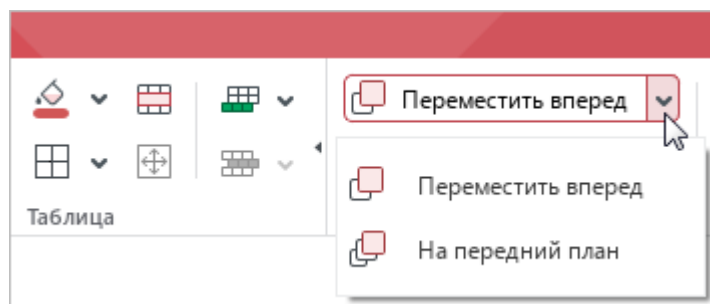 Переместить вперед
Переместить вперед
На передний план
Таблица